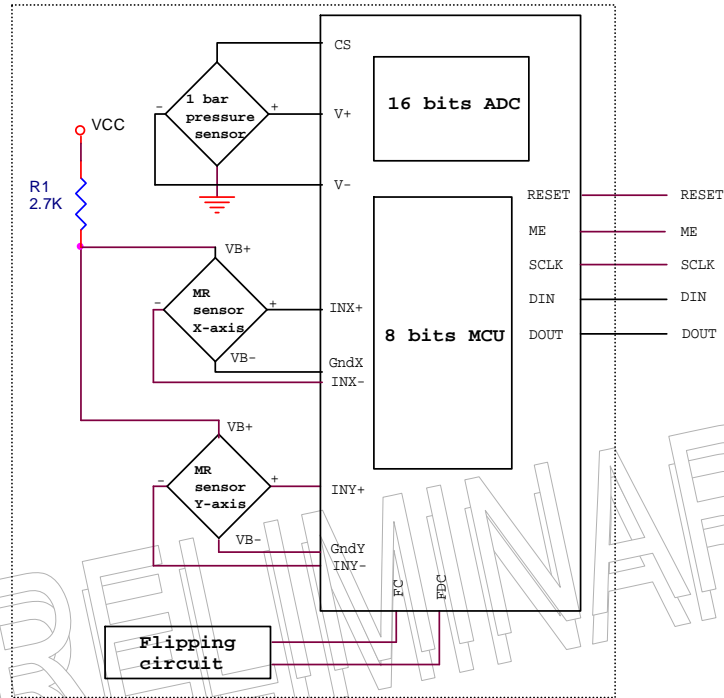 CS
1 bar
pressure
sensor
-
+
V+
V-
16 bits ADC
VCC
R1
2.7K
RESET
RESET
ME
ME
SCLK
SCLK
DIN
DIN
DOUT
DOUT
8 bits MCU
VB+
MR
sensor
X-axis
-
+
INX+
VB-
GndX
INX-
VB+
MR
sensor
Y-axis
-
+
INY+
VB-
GndY
INY-
FC
FDC
Flipping
circuit
RELIMINAR